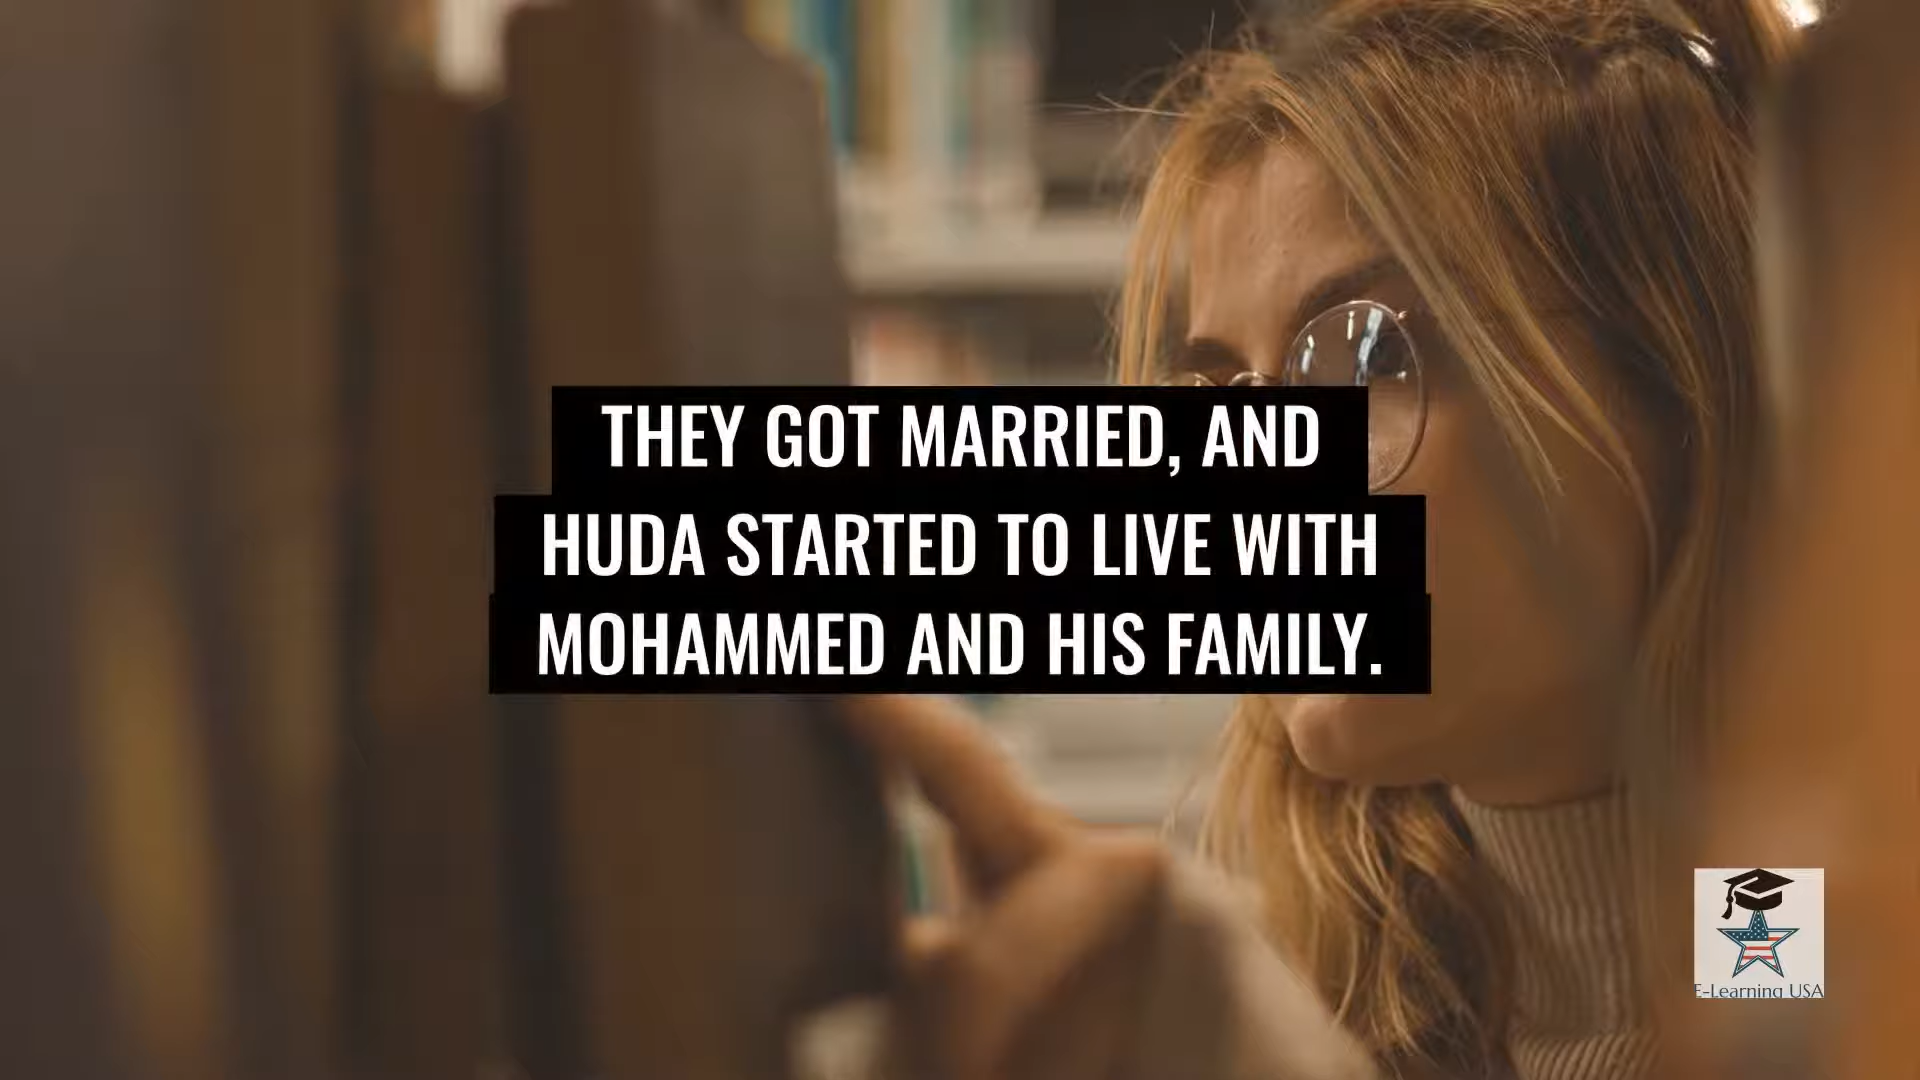 THEY GOT MARRIED, AND
HUDA STARTED TO LIVE WITH
MOHAMMED AND HIS FAMILY.
E-Learning USA